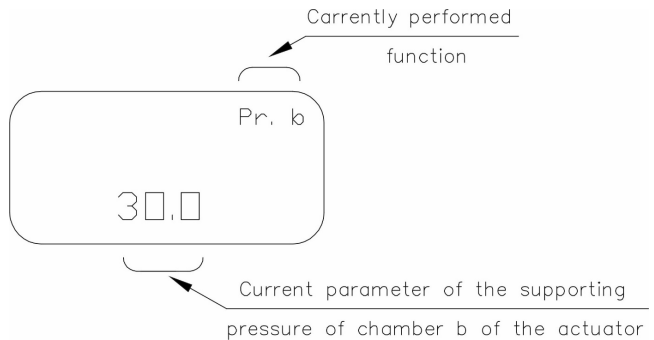 Carrently performed
function
Pr. b
30.0
Current parameter of the supporting
pressure of chamber b of the actuator